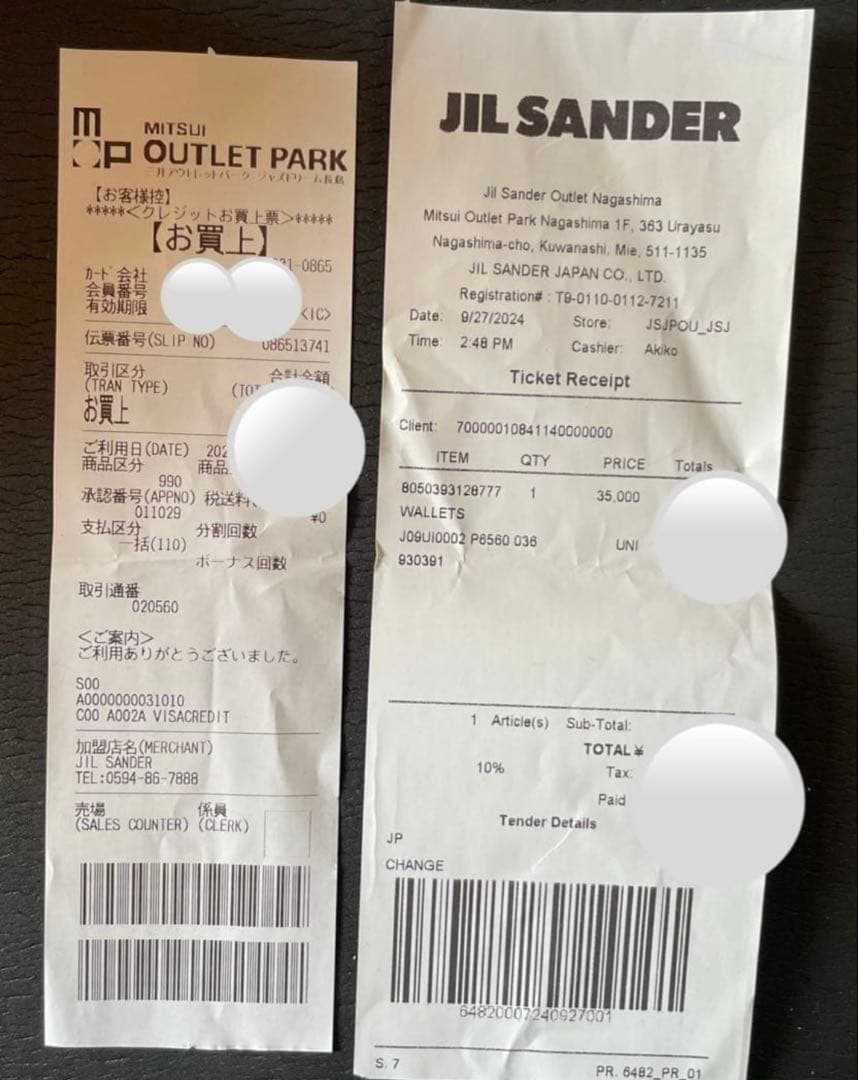 MITSUI
OUTLET PARK
三井アウトレットパーク ジャズドリーム長島
【お客様控】
*****<クレジットお買上票>*****
【お買上】
31-0865
カード会社
会員番号
有効期限
<IC>
伝票番号(SLIP NO) 086513741
取引区分 合計金額
(TRAN TYPE) (TOT
お買上
ご利用日(DATE) 202
商品区分 商品
990
承認番号(APPNO) 税送料
011029 ¥0
支払区分 分割回数
一括(110)
ボーナス回数
取引通番
020560
<ご案内>
ご利用ありがとうございました。
S00
A0000000031010
C00 A002A VISACREDIT
加盟店名(MERCHANT)
JIL SANDER
TEL:0594-86-7888
売場 係員
(SALES COUNTER) (CLERK)
JIL SANDER
Jil Sander Outlet Nagashima
Mitsui Outlet Park Nagashima 1F, 363 Urayasu
Nagashima-cho, Kuwanashi, Mie, 511-1135
JIL SANDER JAPAN CO., LTD.
Registration# : T9-0110-0112-7211
Date: 9/27/2024 Store: JSJPOU_JSJ
Time: 2:48 PM Cashier: Akiko
Ticket Receipt
Client: 70000010841140000000
ITEM QTY PRICE Totals
8050393128777 1 35,000
WALLETS
J09UI0002 P6560 036 UNI
930391
1 Article(s) Sub-Total:
TOTAL ¥
10% Tax:
Paid
Tender Details
JP
CHANGE
64820007240927001
S. 7 PR. 6482_PR_01